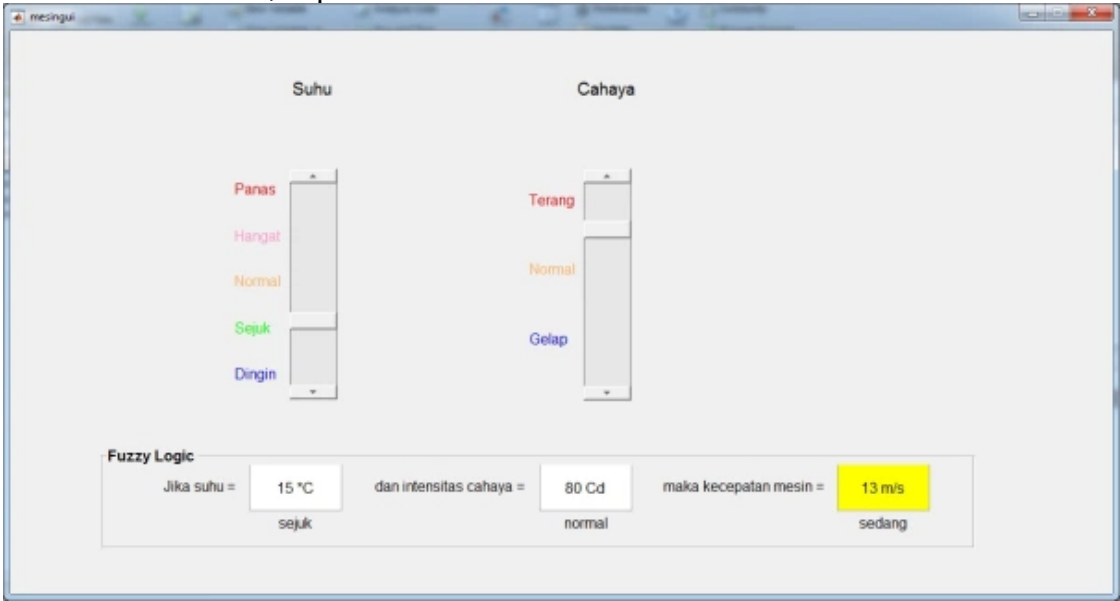 mesingui
Suhu
Cahaya
Panas
Hangat
Normal
Sejuk
Dingin
Terang
Normal
Gelap
Fuzzy Logic
Jika suhu = 15 °C dan intensitas cahaya = 80 Cd maka kecepatan mesin = 13 m/s
sejuk normal sedang